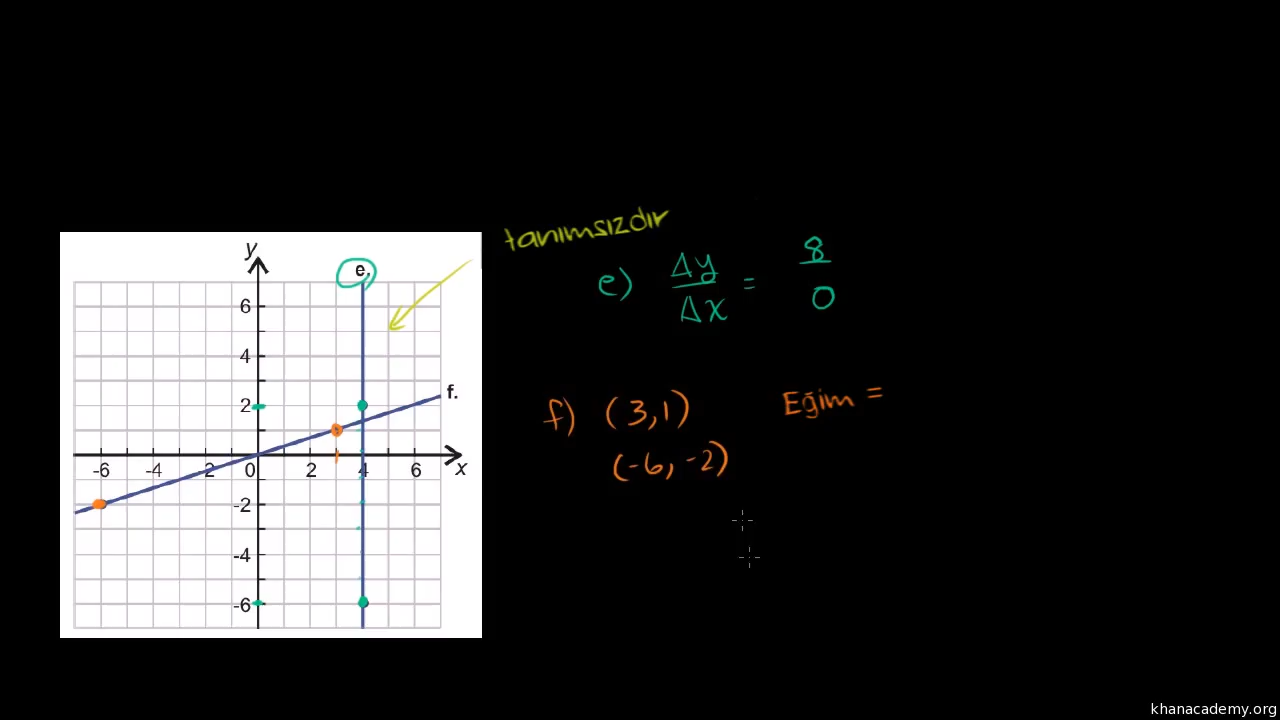 tanımsızdır
e) Δy/Δx = 8/0
f) (3,1) Eğim =
(-6, -2)
y
e.
6
4
f.
2
-6 -4 2 0 2 4 6 x
-2
-4
-6
khanacademy.org